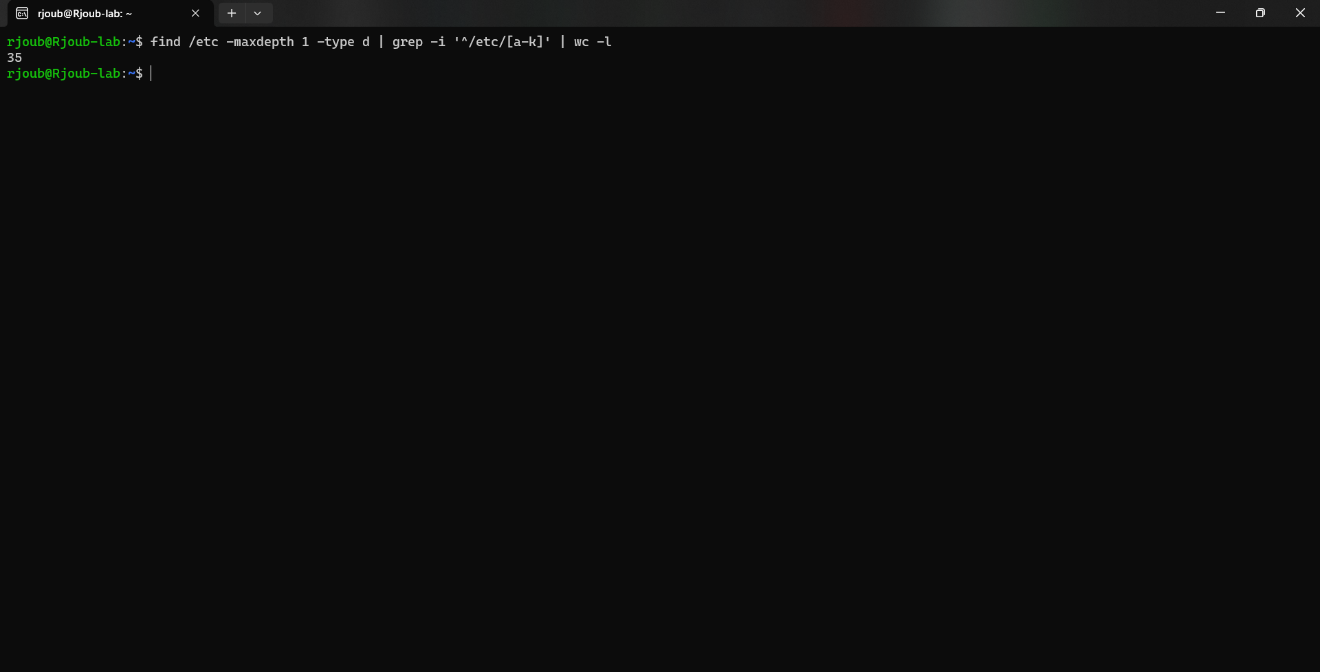 rjoub@Rjoub-lab: ~
rjoub@Rjoub-lab:~$ find /etc -maxdepth 1 -type d | grep -i '^/etc/[a-k]' | wc -l
35
rjoub@Rjoub-lab:~$